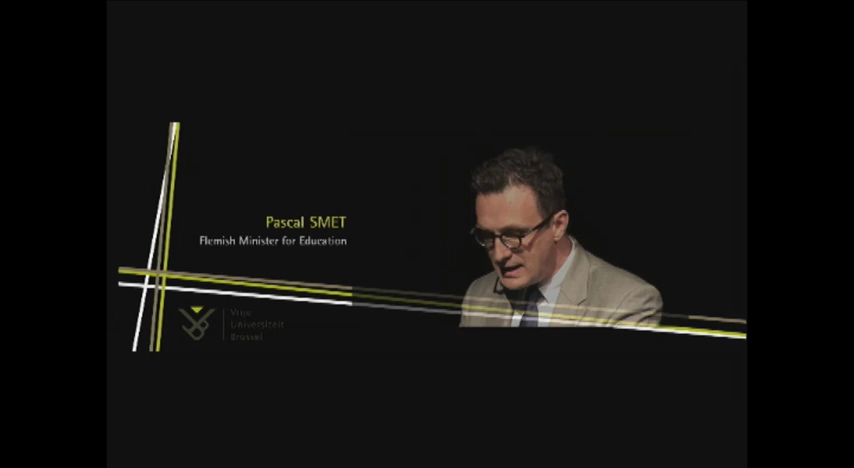 Pascal SMET
Flemish Minister for Education
Vrije
Universiteit
Brussel